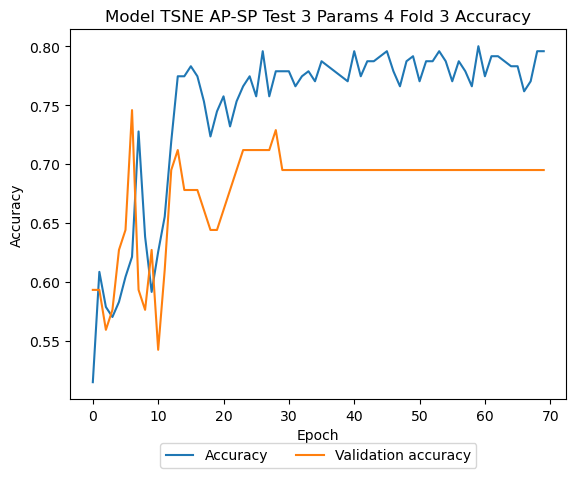 Model TSNE AP-SP Test 3 Params 4 Fold 3 Accuracy
0.80
0.75
0.70
0.65
0.60
0.55
Accuracy
0 10 20 30 40 50 60 70
Epoch
Accuracy Validation accuracy